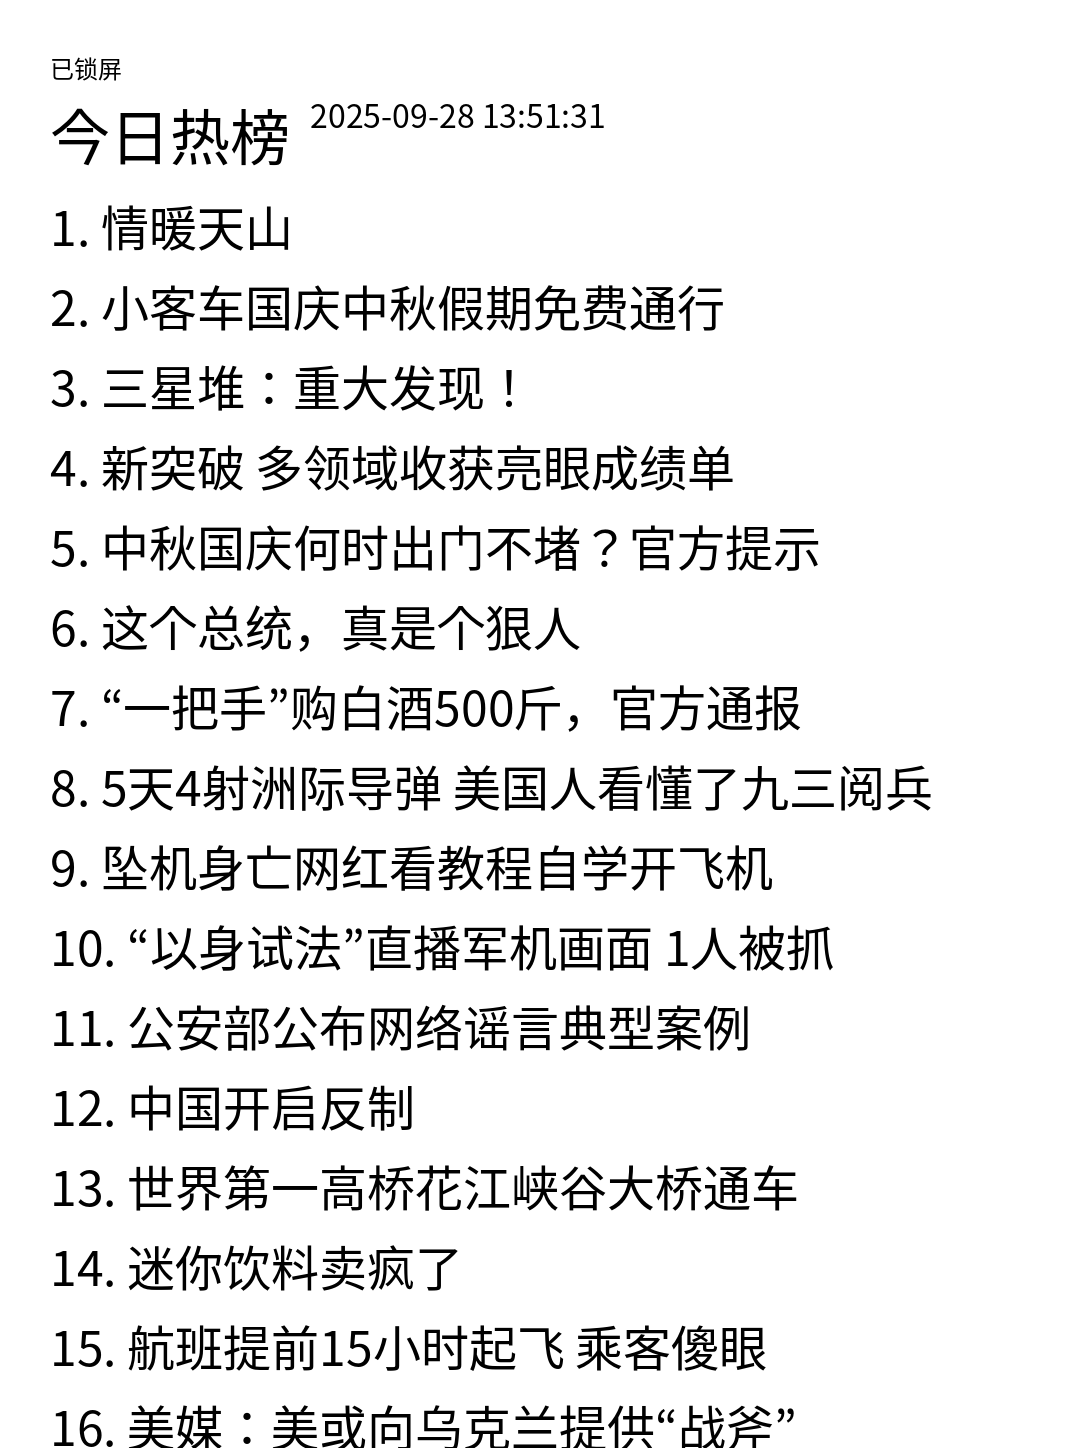 已锁屏
今日热榜 2025-09-28 13:51:31
1. 情暖天山
2. 小客车国庆中秋假期免费通行
3. 三星堆：重大发现！
4. 新突破 多领域收获亮眼成绩单
5. 中秋国庆何时出门不堵？官方提示
6. 这个总统，真是个狠人
7. “一把手”购白酒500斤，官方通报
8. 5天4射洲际导弹 美国人看懂了九三阅兵
9. 坠机身亡网红看教程自学开飞机
10. “以身试法”直播军机画面 1人被抓
11. 公安部公布网络谣言典型案例
12. 中国开启反制
13. 世界第一高桥花江峡谷大桥通车
14. 迷你饮料卖疯了
15. 航班提前15小时起飞 乘客傻眼
16. 美媒：美或向乌克兰提供“战斧”